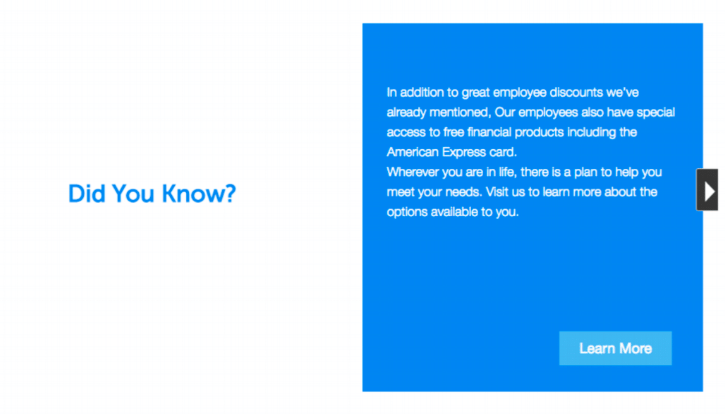 Did You Know?
In addition to great employee discounts we've
already mentioned, Our employees also have special
access to free financial products including the
American Express card.
Wherever you are in life, there is a plan to help you
meet your needs. Visit us to learn more about the
options available to you.
Learn More